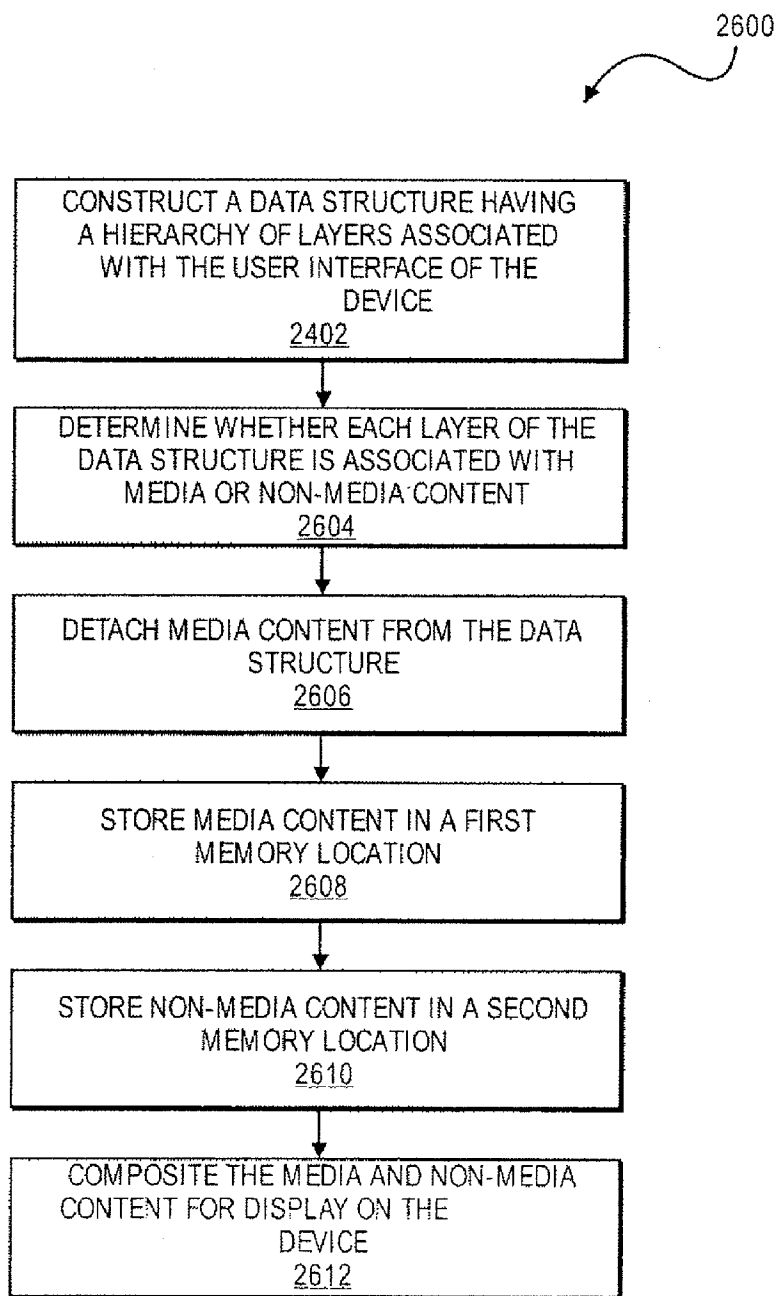 2600
CONSTRUCT A DATA STRUCTURE HAVING
A HIERARCHY OF LAYERS ASSOCIATED
WITH THE USER INTERFACE OF THE
DEVICE
2402
DETERMINE WHETHER EACH LAYER OF THE
DATA STRUCTURE IS ASSOCIATED WITH
MEDIA OR NON-MEDIA CONTENT
2604
DETACH MEDIA CONTENT FROM THE DATA
STRUCTURE
2606
STORE MEDIA CONTENT IN A FIRST
MEMORY LOCATION
2608
STORE NON-MEDIA CONTENT IN A SECOND
MEMORY LOCATION
2610
COMPOSITE THE MEDIA AND NON-MEDIA
CONTENT FOR DISPLAY ON THE
DEVICE
2612